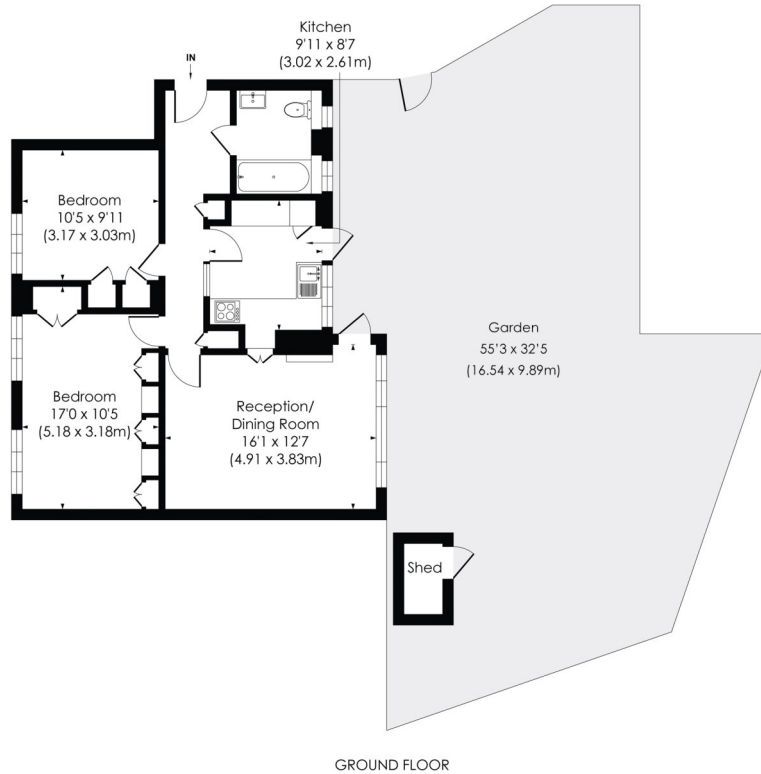 Kitchen
9'11 x 8'7
(3.02 x 2.61m)
IN
Bedroom
10'5 x 9'11
(3.17 x 3.03m)
Garden
55'3 x 32'5
(16.54 x 9.89m)
Bedroom
17'0 x 10'5
(5.18 x 3.18m)
Reception/
Dining Room
16'1 x 12'7
(4.91 x 3.83m)
Shed
GROUND FLOOR